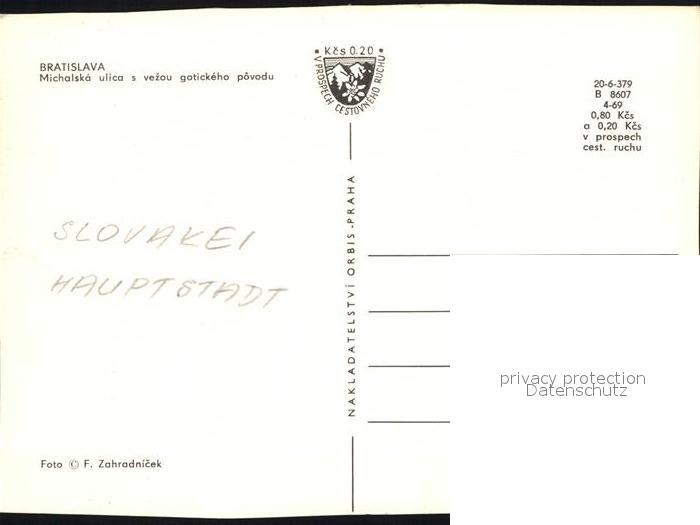 BRATISLAVA
Michalská ulica s vežou gotického pôvodu
• Kčs 0.20 •
V PROSPECH CESTOVNÉHO RUCHU
20-6-379
B 8607
4-69
0,80 Kčs
a 0,20 Kčs
v prospech
cest. ruchu
SLOVAKEI
HAUPTSTADT
NAKLADATELSTVÍ ORBIS-PRAHA
privacy protection
Datenschutz
Foto © F. Zahradníček